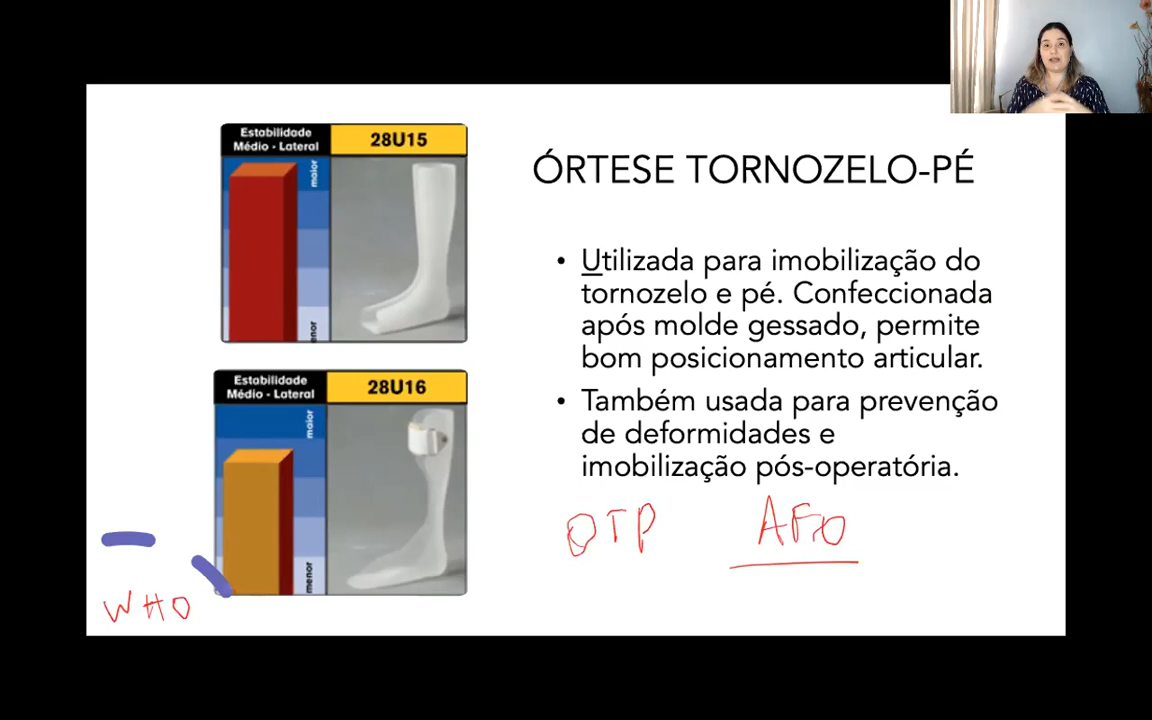 Estabilidade
Médio - Lateral
28U15
maior
menor
ÓRTESE TORNOZELO-PÉ
• Utilizada para imobilização do
tornozelo e pé. Confeccionada
após molde gessado, permite
bom posicionamento articular.
• Também usada para prevenção
de deformidades e
imobilização pós-operatória.
Estabilidade
Médio - Lateral
28U16
maior
menor
OTP AFO
WHO